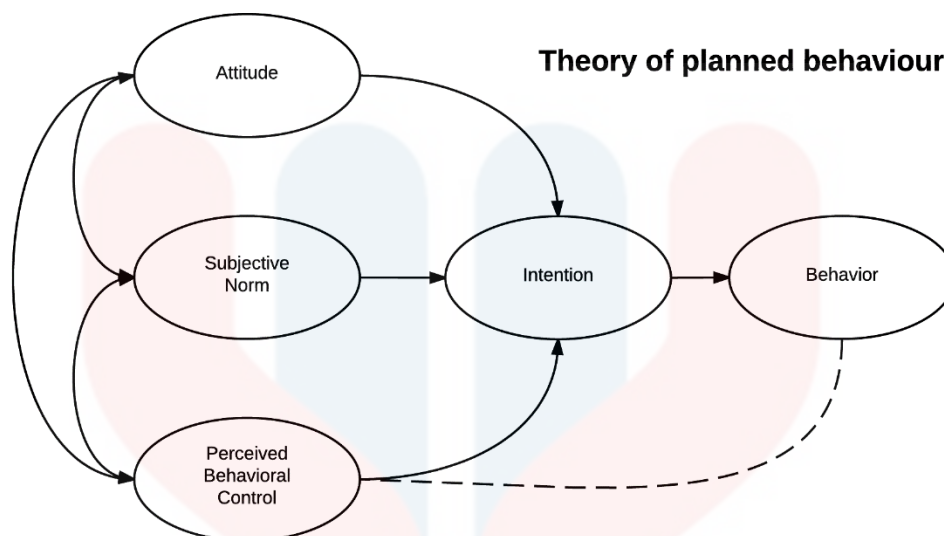 Theory of planned behaviour
Attitude
Subjective
Norm
Intention
Behavior
Perceived
Behavioral
Control